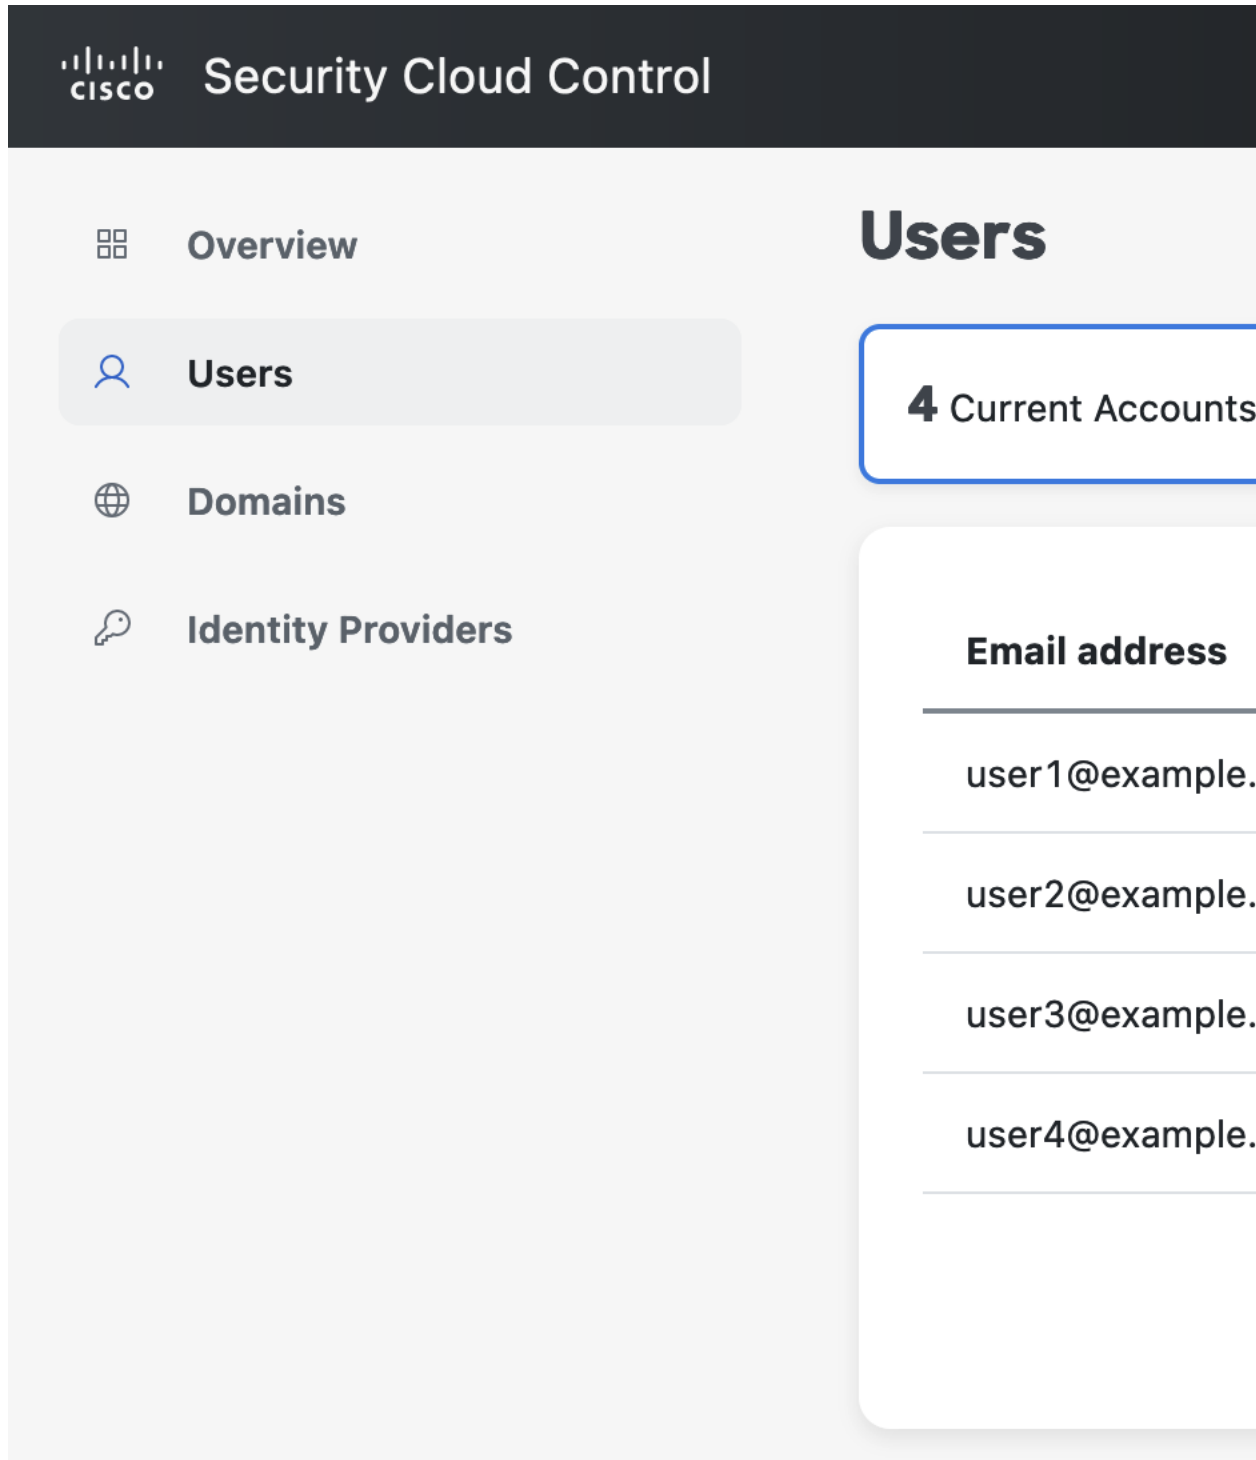 CISCO
Security Cloud Control
Overview
Users
Domains
Identity Providers
Users
4 Current Accounts
Email address
user1@example.
user2@example.
user3@example.
user4@example.